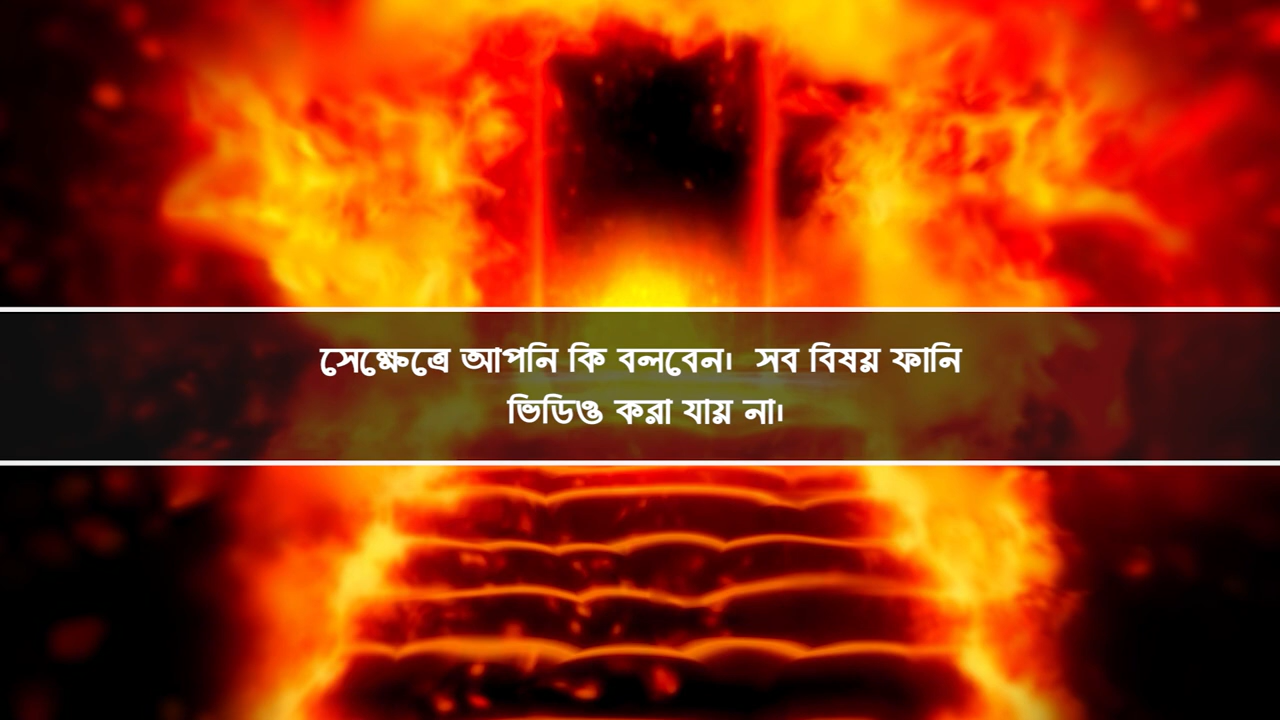 সেক্ষেত্রে আপনি কি বলবেন। সব বিষয় ফানি
ভিডিও করা যায় না।